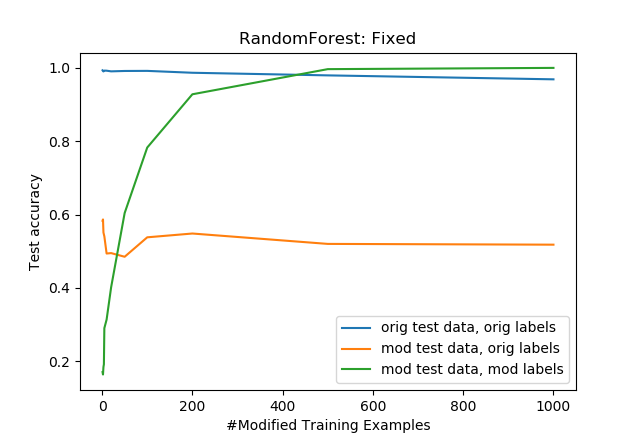 RandomForest: Fixed
1.0
0.8
0.6
0.4
0.2
Test accuracy
orig test data, orig labels
mod test data, orig labels
mod test data, mod labels
0 200 400 600 800 1000
#Modified Training Examples